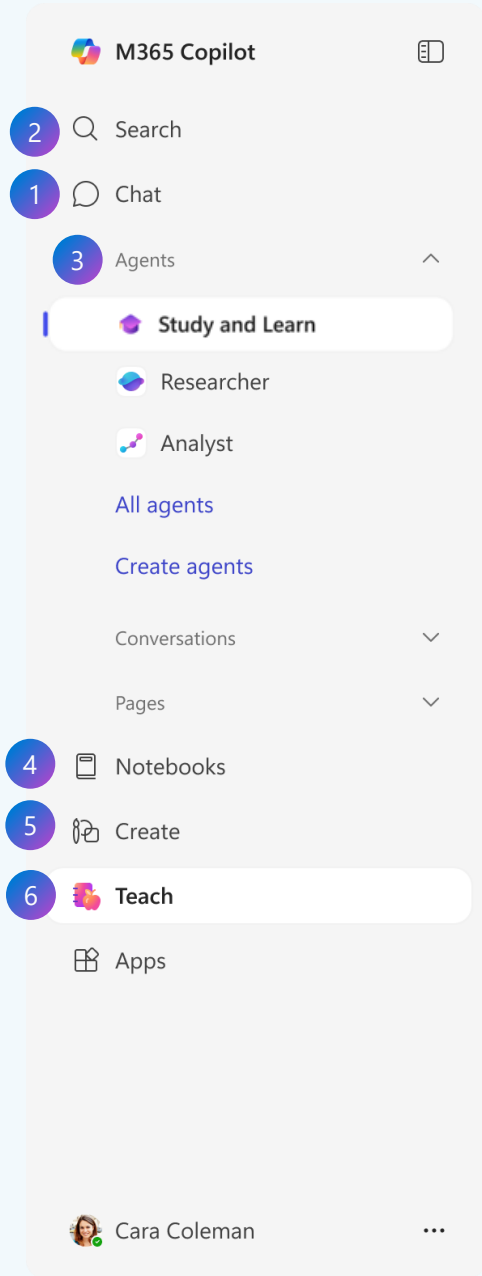 M365 Copilot
2 Search
1 Chat
3 Agents
Study and Learn
Researcher
Analyst
All agents
Create agents
Conversations
Pages
4 Notebooks
5 Create
6 Teach
Apps
Cara Coleman